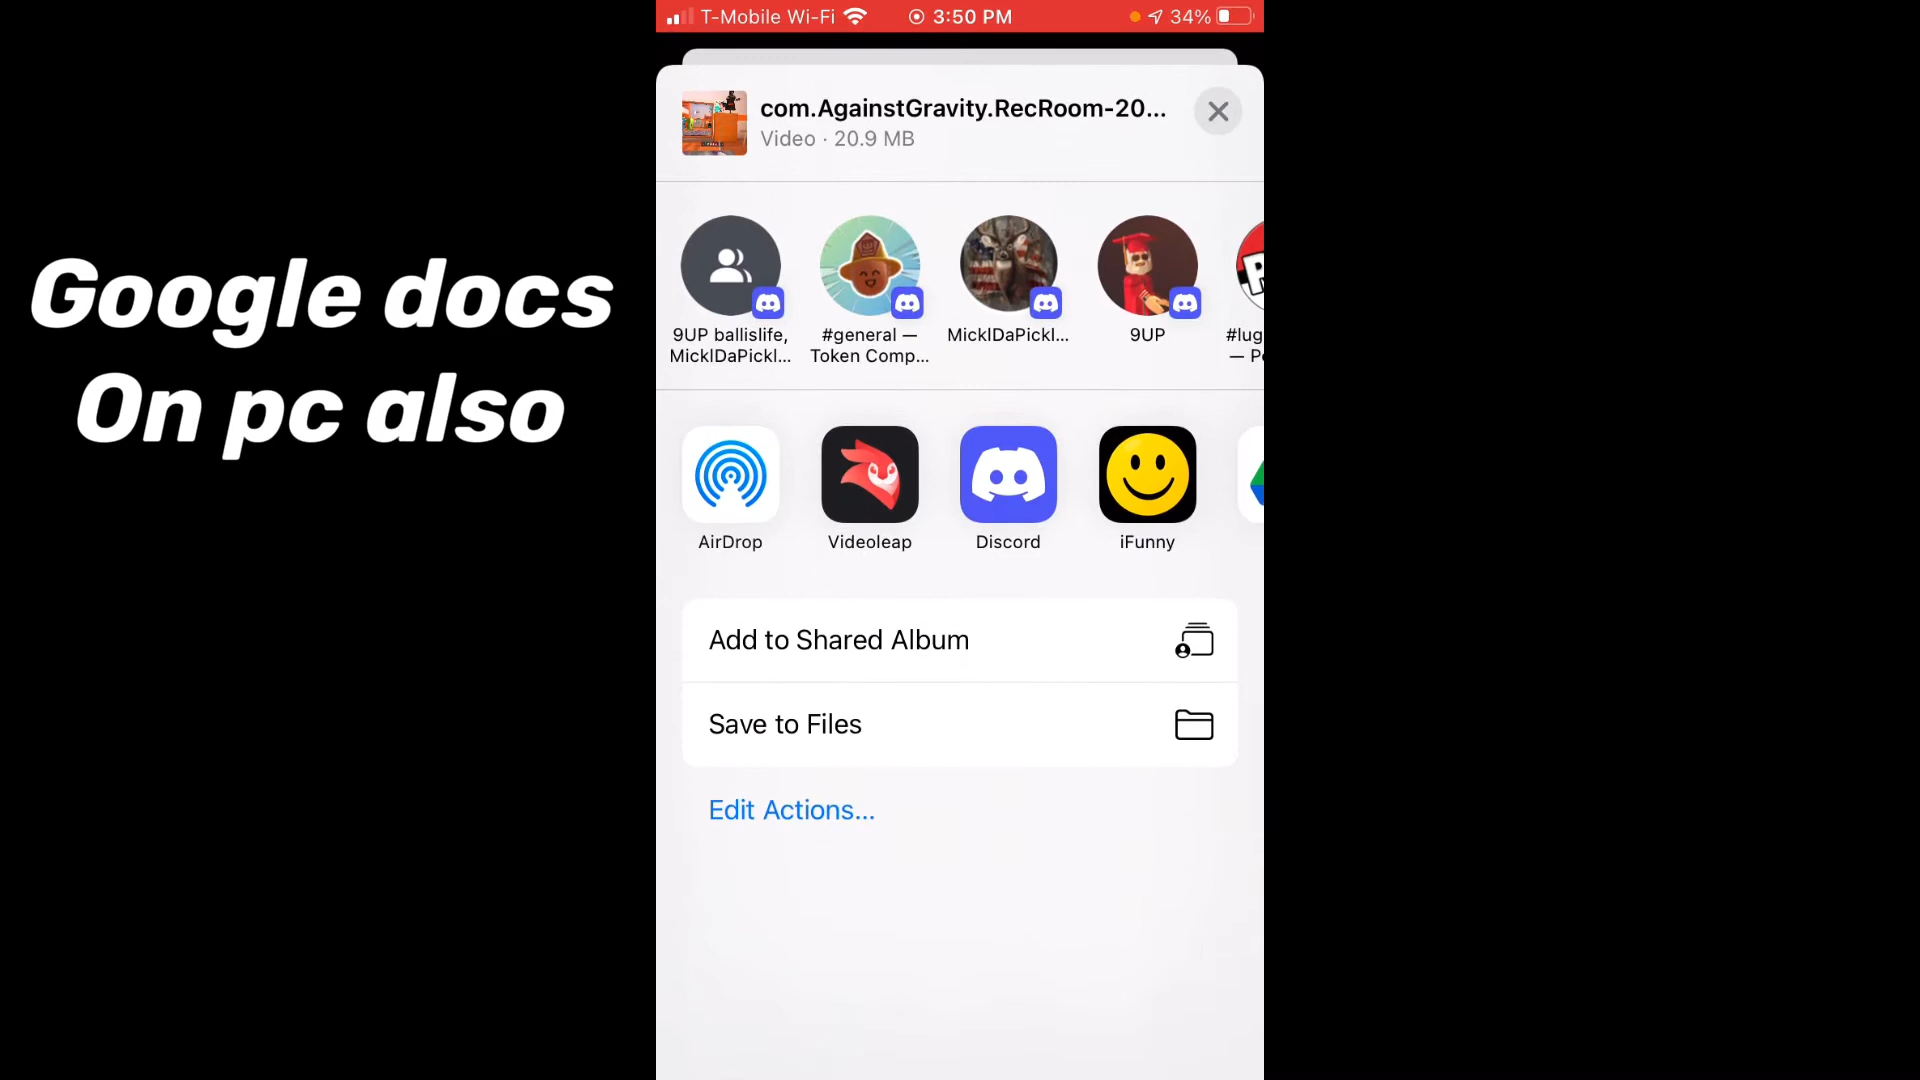 T-Mobile Wi-Fi 3:50 PM 34%
com.AgainstGravity.RecRoom-20...
Video · 20.9 MB
Google docs
On pc also
9UP ballislife,
MicklDaPickl...
#general —
Token Comp...
MicklDaPickl...
9UP
#lug
— P
AirDrop
Videoleap
Discord
iFunny
Add to Shared Album
Save to Files
Edit Actions...